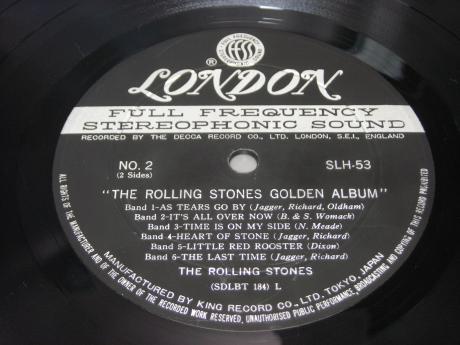 FULL FREQUENCY
FFSS
STEREOPHONIC
®
LONDON
FULL FREQUENCY
STEREOPHONIC SOUND
RECORDED BY THE DECCA RECORD CO., LTD. LONDON, S.E.I., ENGLAND
NO. 2
(2 Sides)
SLH-53
"THE ROLLING STONES GOLDEN ALBUM"
Band 1-AS TEARS GO BY (Jagger, Richard, Oldham)
Band 2-IT'S ALL OVER NOW (B. & S. Womack)
Band 3-TIME IS ON MY SIDE (N. Meade)
Band 4-HEART OF STONE (Jagger, Richard)
Band 5-LITTLE RED ROOSTER (Dixon)
Band 6-THE LAST TIME (Jagger, Richard)
THE ROLLING STONES
(SDLBT 184) L
MANUFACTURED BY KING RECORD CO., LTD. TOKYO, JAPAN
ALL RIGHTS OF THE MANUFACTURER AND OF THE OWNER OF THE RECORDED WORK RESERVED, UNAUTHORISED PUBLIC PERFORMANCE, BROADCASTING AND COPYING OF THIS RECORD PROHIBITED